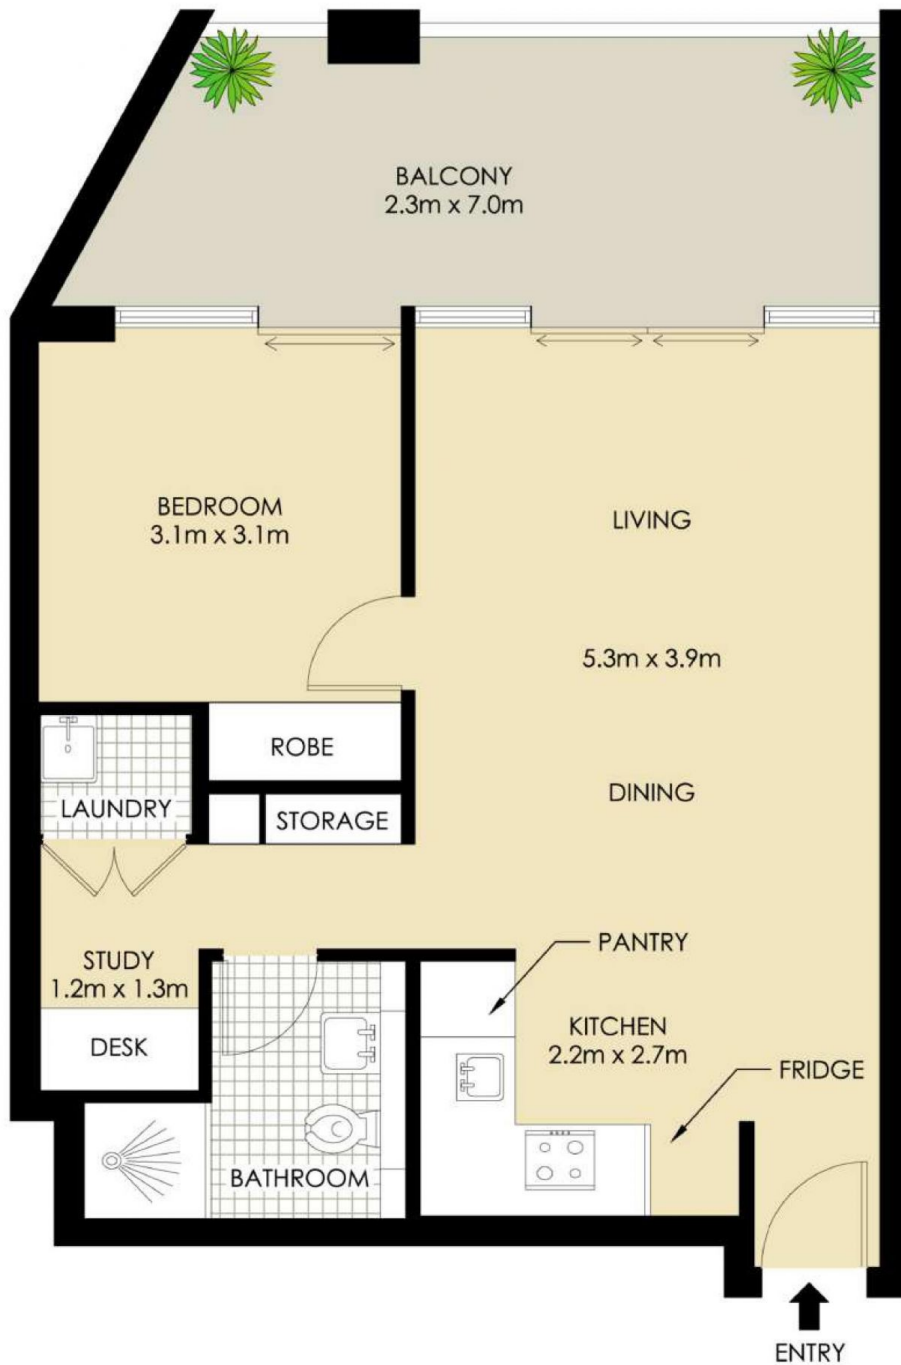 BALCONY
2.3m x 7.0m
BEDROOM
3.1m x 3.1m
LIVING
5.3m x 3.9m
ROBE
DINING
LAUNDRY
STORAGE
PANTRY
STUDY
1.2m x 1.3m
KITCHEN
2.2m x 2.7m
DESK
FRIDGE
BATHROOM
ENTRY